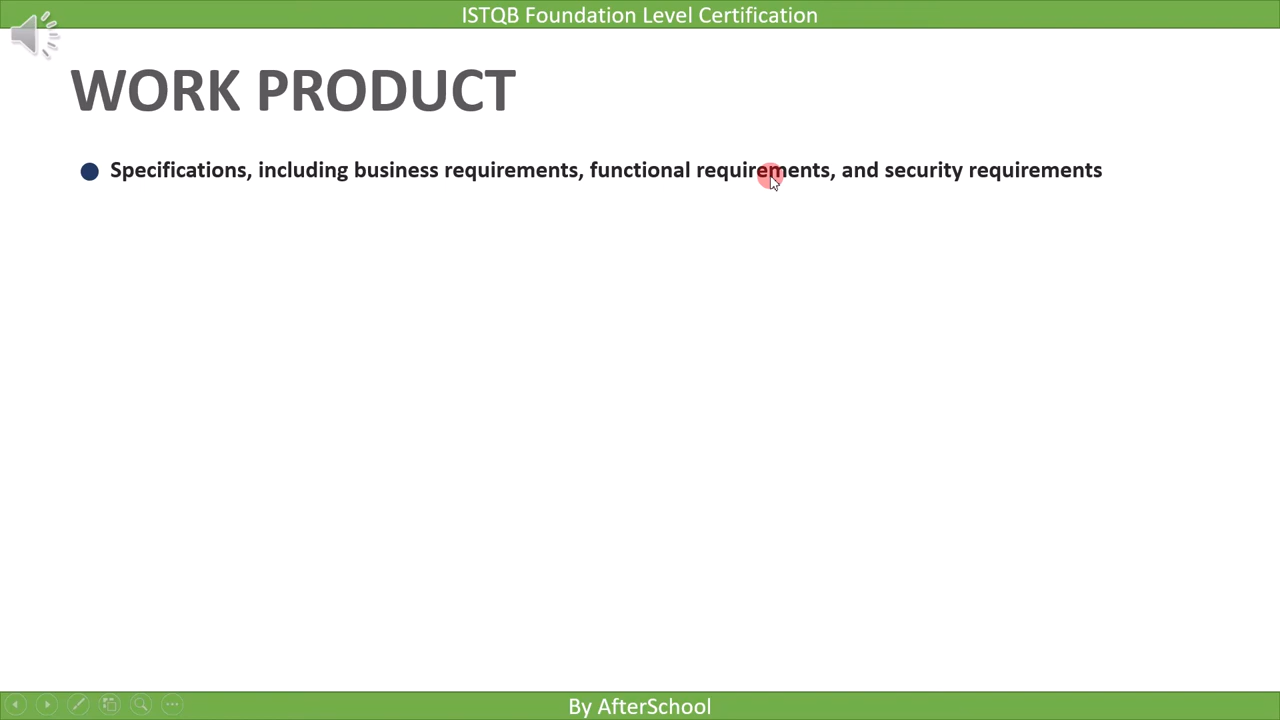 ISTQB Foundation Level Certification
WORK PRODUCT
Specifications, including business requirements, functional requirements, and security requirements
By AfterSchool